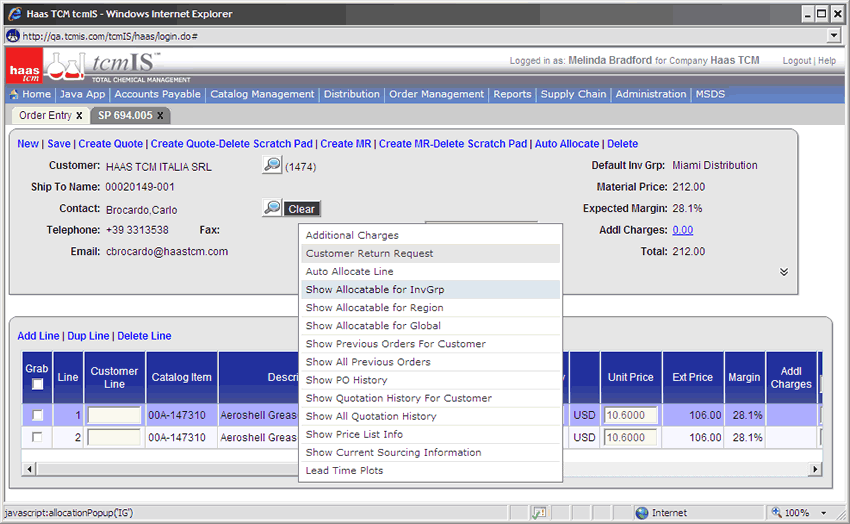 Haas TCM tcmIS - Windows Internet Explorer
http://qa.tcmis.com/tcmIS/haas/login.do#
haas tcm
tcmIS™
TOTAL CHEMICAL MANAGEMENT
Logged in as: Melinda Bradford for Company Haas TCM
Logout | Help
Home | Java App | Accounts Payable | Catalog Management | Distribution | Order Management | Reports | Supply Chain | Administration | MSDS
Order Entry x SP 694.005 x
New | Save | Create Quote | Create Quote-Delete Scratch Pad | Create MR | Create MR-Delete Scratch Pad | Auto Allocate | Delete
Customer: HAAS TCM ITALIA SRL (1474) Default Inv Grp: Miami Distribution
Ship To Name: 00020149-001 Material Price: 212.00
Contact: Brocardo,Carlo Clear Expected Margin: 28.1%
Telephone: +39 3313538 Fax: Addl Charges: 0.00
Email: cbrocardo@haastcm.com Total: 212.00
Additional Charges
Customer Return Request
Auto Allocate Line
Show Allocatable for InvGrp
Show Allocatable for Region
Show Allocatable for Global
Show Previous Orders For Customer
Show All Previous Orders
Show PO History
Show Quotation History For Customer
Show All Quotation History
Show Price List Info
Show Current Sourcing Information
Lead Time Plots
Add Line | Dup Line | Delete Line
Grab Line Customer Line Catalog Item Descri Unit Price Ext Price Margin Addl Charges
1 00A-147310 Aeroshell Greas USD 10.6000 106.00 28.1%
2 00A-147310 Aeroshell Greas USD 10.6000 106.00 28.1%
javascript:allocationPopup('IG') Internet 100%